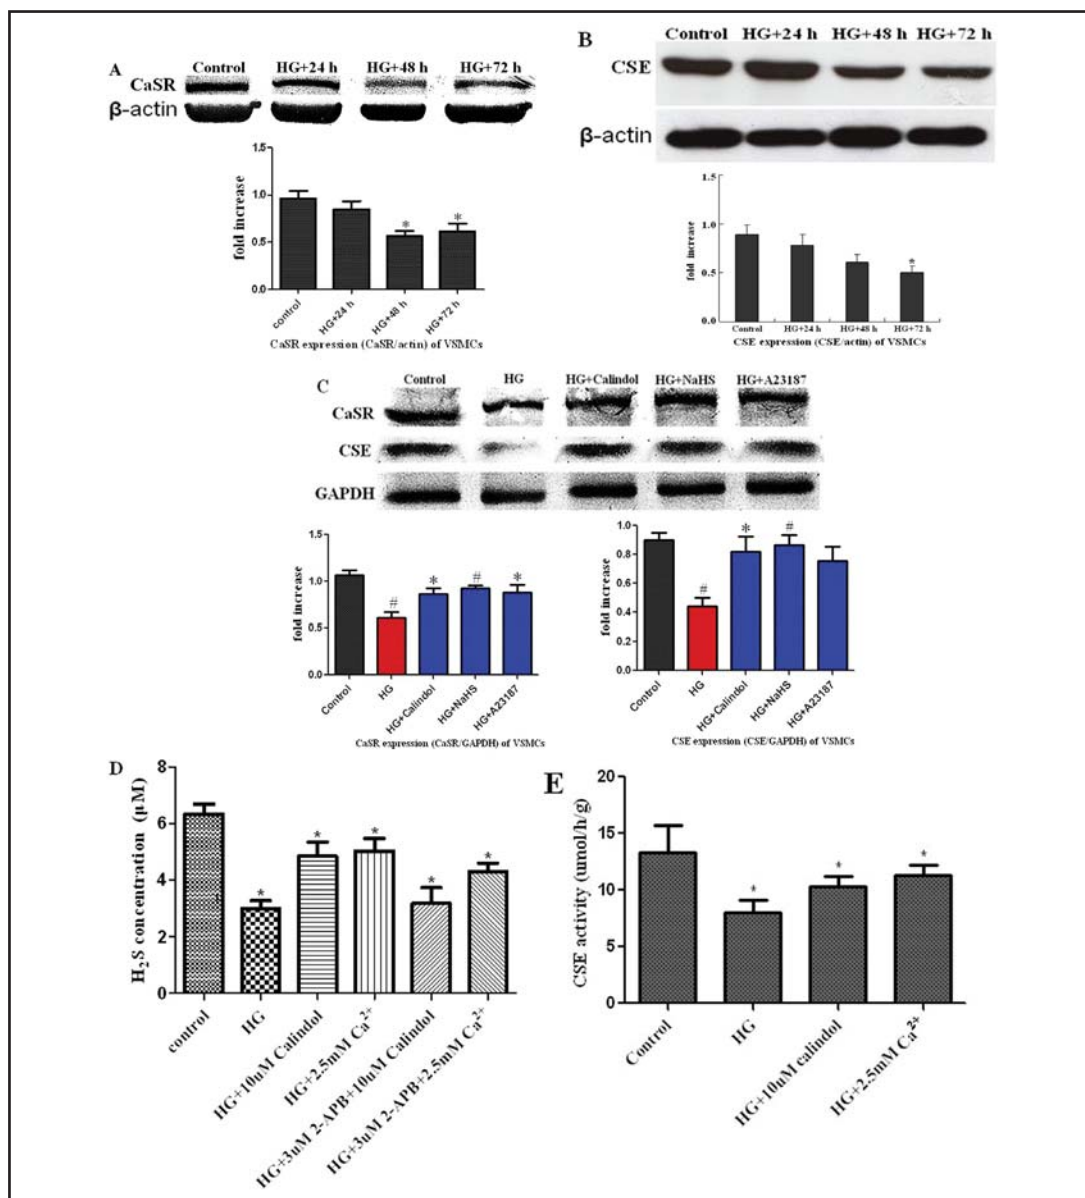 A
Control HG+24 h HG+48 h HG+72 h
CaSR
β-actin
fold increase
1.5
1.0
0.5
0.0
* *
control HG+24 h HG+48 h HG+72 h
CaSR expression (CaSR/actin) of VSMCs
B
Control HG+24 h HG+48 h HG+72 h
CSE
β-actin
fold increase
1.5
1.0
0.5
0.0
*
Control HG+24 h HG+48 h HG+72 h
CSE expression (CSE/actin) of VSMCs
C
Control HG HG+Calindol HG+NaHS HG+A23187
CaSR
CSE
GAPDH
fold increase
1.5
1.0
0.5
0.0
# * # *
Control HG HG+Calindol HG+NaHS HG+A23187
CaSR expression (CaSR/GAPDH) of VSMCs
fold increase
1.0
0.8
0.6
0.4
0.2
0.0
# * #
Control HG HG+Calindol HG+NaHS HG+A23187
CSE expression (CSE/GAPDH) of VSMCs
D
H₂S concentration (μM)
8
6
4
2
0
* * * * *
control HG HG+10uM Calindol HG+2.5mM Ca²⁺ HG+3uM 2-APB+10uM Calindol HG+3uM 2-APB+2.5mM Ca²⁺
E
CSE activity (umol/h/g)
20
15
10
5
0
* * *
Control HG HG+10uM calindol HG+2.5mM Ca²⁺